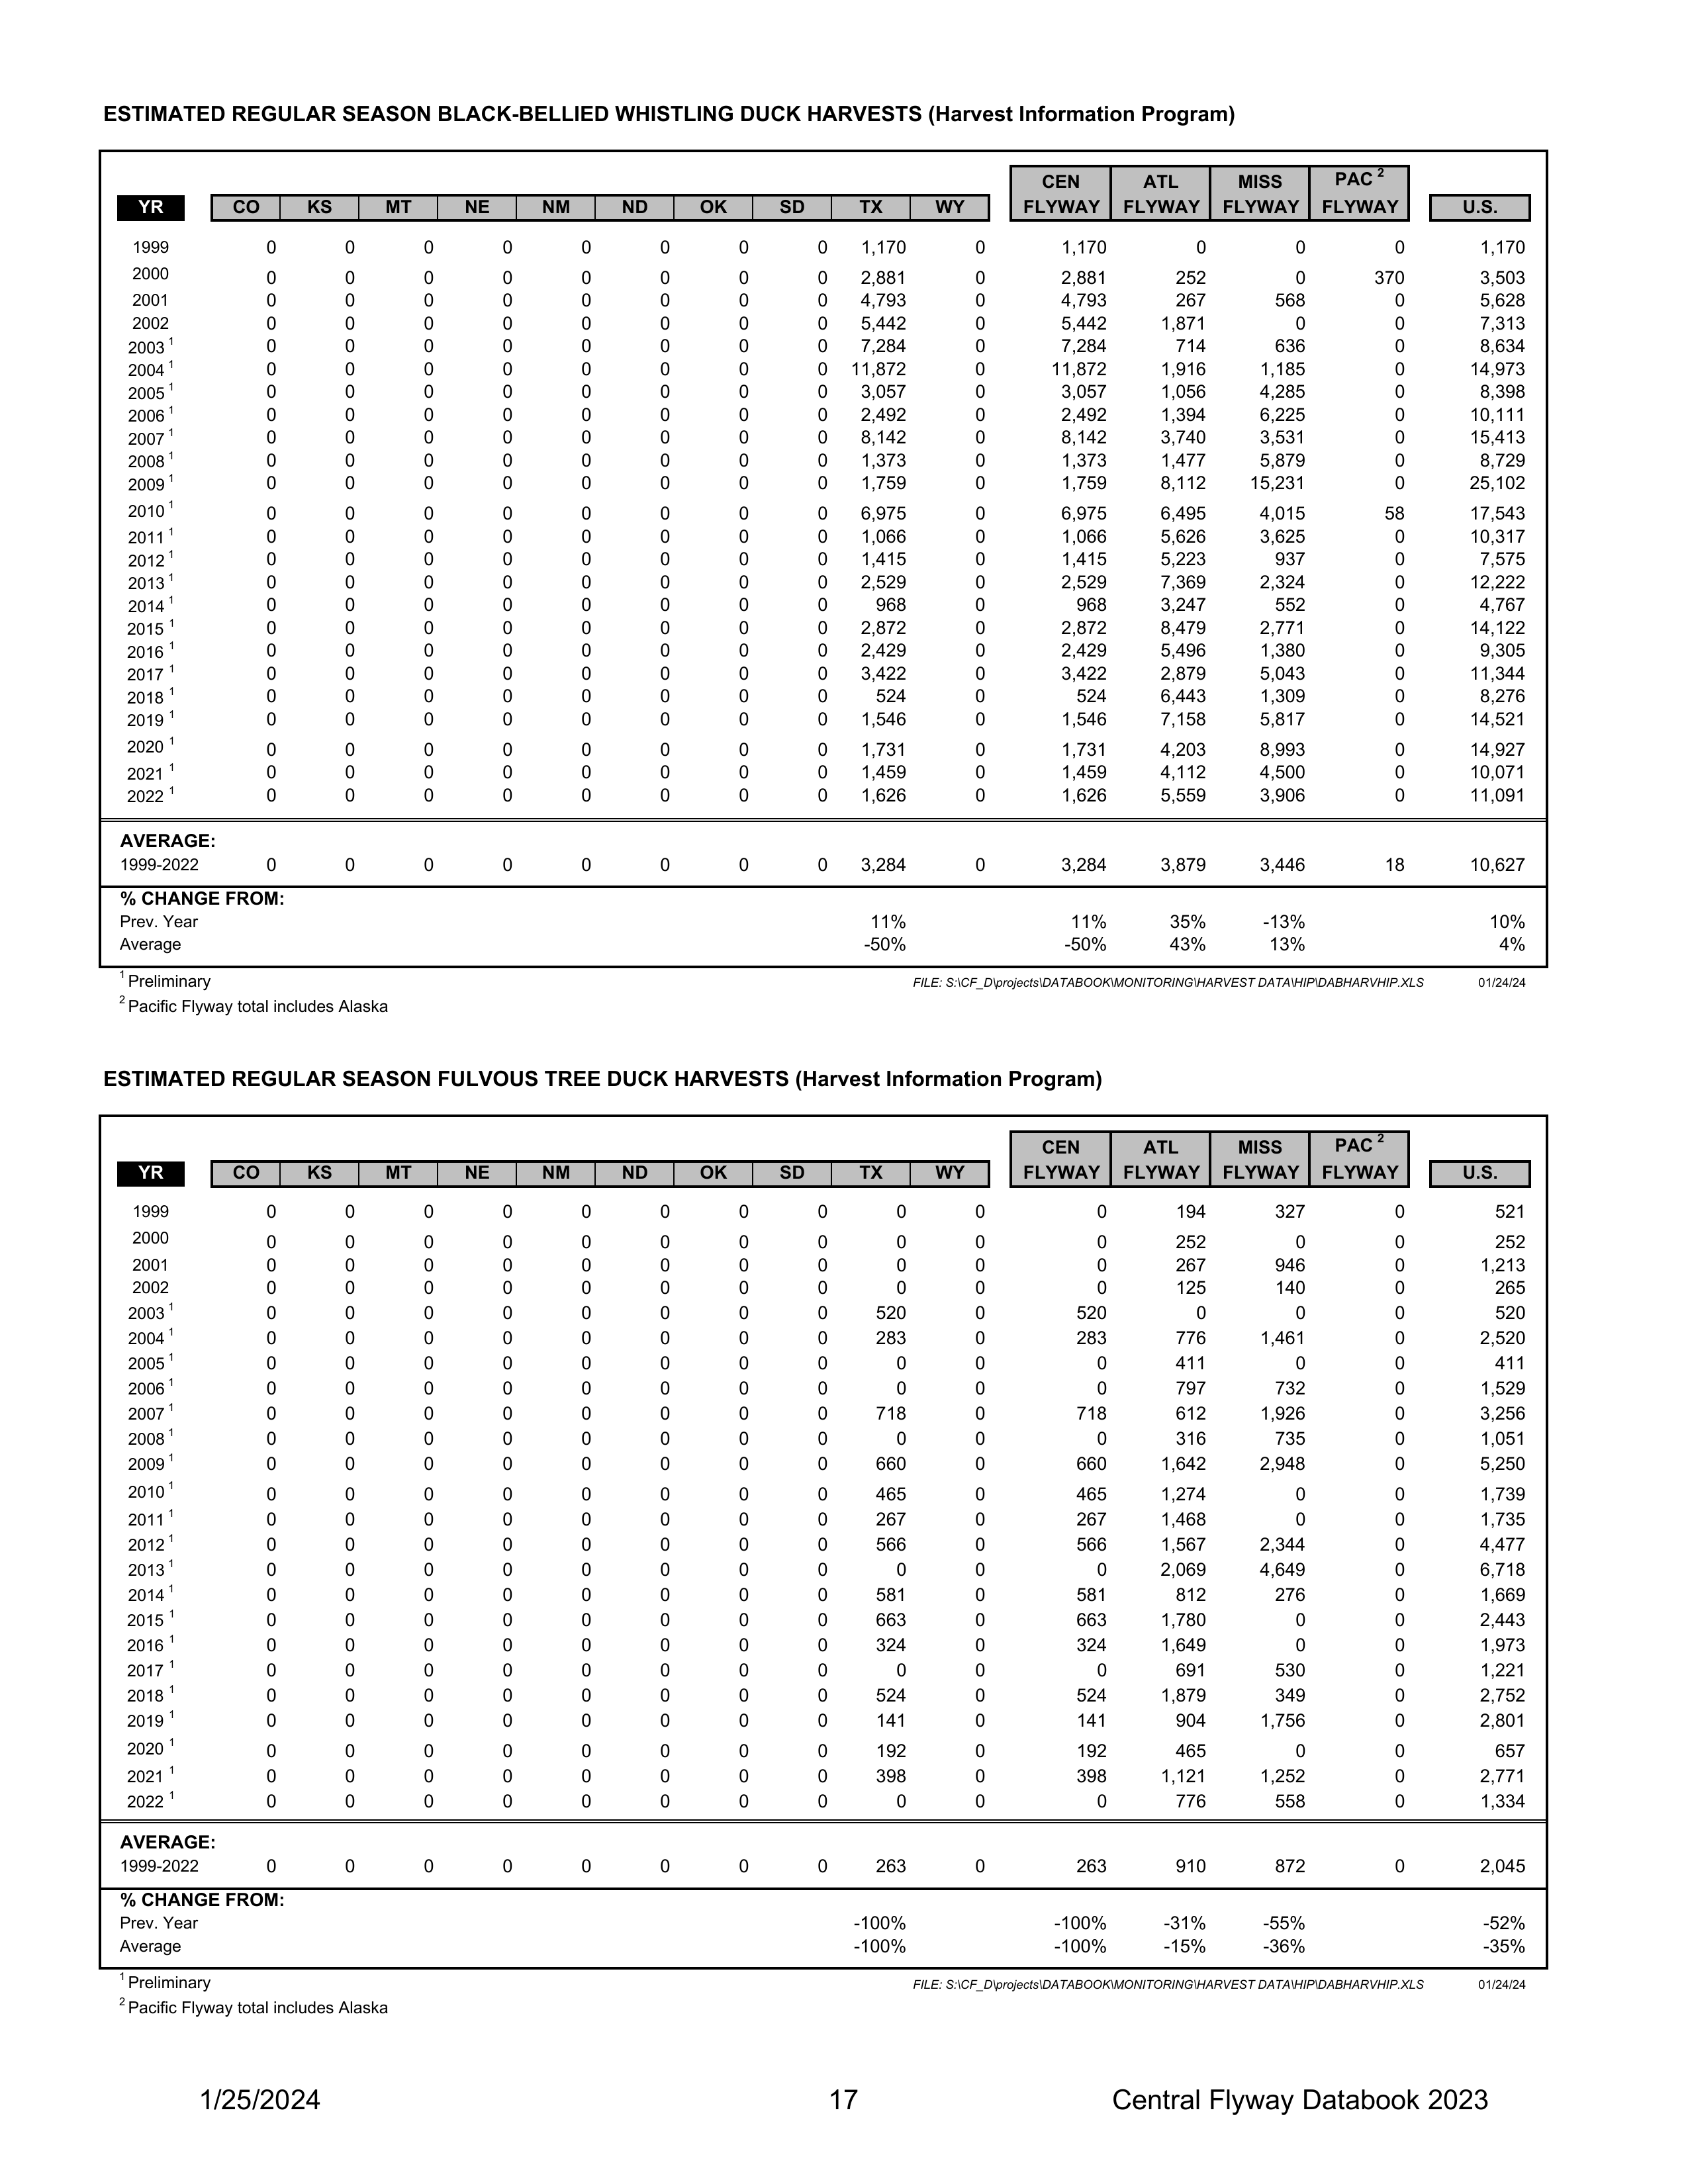 ESTIMATED REGULAR SEASON BLACK-BELLIED WHISTLING DUCK HARVESTS (Harvest Information Program)
CEN ATL MISS PAC 2
YR CO KS MT NE NM ND OK SD TX WY FLYWAY FLYWAY FLYWAY FLYWAY U.S.
1999 0 0 0 0 0 0 0 0 1,170 0 1,170 0 0 0 1,170
2000 0 0 0 0 0 0 0 0 2,881 0 2,881 252 0 370 3,503
2001 0 0 0 0 0 0 0 0 4,793 0 4,793 267 568 0 5,628
2002 0 0 0 0 0 0 0 0 5,442 0 5,442 1,871 0 0 7,313
2003 1 0 0 0 0 0 0 0 0 7,284 0 7,284 714 636 0 8,634
2004 1 0 0 0 0 0 0 0 0 11,872 0 11,872 1,916 1,185 0 14,973
2005 1 0 0 0 0 0 0 0 0 3,057 0 3,057 1,056 4,285 0 8,398
2006 1 0 0 0 0 0 0 0 0 2,492 0 2,492 1,394 6,225 0 10,111
2007 1 0 0 0 0 0 0 0 0 8,142 0 8,142 3,740 3,531 0 15,413
2008 1 0 0 0 0 0 0 0 0 1,373 0 1,373 1,477 5,879 0 8,729
2009 1 0 0 0 0 0 0 0 0 1,759 0 1,759 8,112 15,231 0 25,102
2010 1 0 0 0 0 0 0 0 0 6,975 0 6,975 6,495 4,015 58 17,543
2011 1 0 0 0 0 0 0 0 0 1,066 0 1,066 5,626 3,625 0 10,317
2012 1 0 0 0 0 0 0 0 0 1,415 0 1,415 5,223 937 0 7,575
2013 1 0 0 0 0 0 0 0 0 2,529 0 2,529 7,369 2,324 0 12,222
2014 1 0 0 0 0 0 0 0 0 968 0 968 3,247 552 0 4,767
2015 1 0 0 0 0 0 0 0 0 2,872 0 2,872 8,479 2,771 0 14,122
2016 1 0 0 0 0 0 0 0 0 2,429 0 2,429 5,496 1,380 0 9,305
2017 1 0 0 0 0 0 0 0 0 3,422 0 3,422 2,879 5,043 0 11,344
2018 1 0 0 0 0 0 0 0 0 524 0 524 6,443 1,309 0 8,276
2019 1 0 0 0 0 0 0 0 0 1,546 0 1,546 7,158 5,817 0 14,521
2020 1 0 0 0 0 0 0 0 0 1,731 0 1,731 4,203 8,993 0 14,927
2021 1 0 0 0 0 0 0 0 0 1,459 0 1,459 4,112 4,500 0 10,071
2022 1 0 0 0 0 0 0 0 0 1,626 0 1,626 5,559 3,906 0 11,091
AVERAGE:
1999-2022 0 0 0 0 0 0 0 0 3,284 0 3,284 3,879 3,446 18 10,627
% CHANGE FROM:
Prev. Year 11% 11% 35% -13% 10%
Average -50% -50% 43% 13% 4%
1 Preliminary FILE: S:\CF_D\projects\DATABOOK\MONITORING\HARVEST DATA\HIP\DABHARVHIP.XLS 01/24/24
2 Pacific Flyway total includes Alaska
ESTIMATED REGULAR SEASON FULVOUS TREE DUCK HARVESTS (Harvest Information Program)
CEN ATL MISS PAC 2
YR CO KS MT NE NM ND OK SD TX WY FLYWAY FLYWAY FLYWAY FLYWAY U.S.
1999 0 0 0 0 0 0 0 0 0 0 0 194 327 0 521
2000 0 0 0 0 0 0 0 0 0 0 0 252 0 0 252
2001 0 0 0 0 0 0 0 0 0 0 0 267 946 0 1,213
2002 0 0 0 0 0 0 0 0 0 0 0 125 140 0 265
2003 1 0 0 0 0 0 0 0 0 520 0 520 0 0 0 520
2004 1 0 0 0 0 0 0 0 0 283 0 283 776 1,461 0 2,520
2005 1 0 0 0 0 0 0 0 0 0 0 0 411 0 0 411
2006 1 0 0 0 0 0 0 0 0 0 0 0 797 732 0 1,529
2007 1 0 0 0 0 0 0 0 0 718 0 718 612 1,926 0 3,256
2008 1 0 0 0 0 0 0 0 0 0 0 0 316 735 0 1,051
2009 1 0 0 0 0 0 0 0 0 660 0 660 1,642 2,948 0 5,250
2010 1 0 0 0 0 0 0 0 0 465 0 465 1,274 0 0 1,739
2011 1 0 0 0 0 0 0 0 0 267 0 267 1,468 0 0 1,735
2012 1 0 0 0 0 0 0 0 0 566 0 566 1,567 2,344 0 4,477
2013 1 0 0 0 0 0 0 0 0 0 0 0 2,069 4,649 0 6,718
2014 1 0 0 0 0 0 0 0 0 581 0 581 812 276 0 1,669
2015 1 0 0 0 0 0 0 0 0 663 0 663 1,780 0 0 2,443
2016 1 0 0 0 0 0 0 0 0 324 0 324 1,649 0 0 1,973
2017 1 0 0 0 0 0 0 0 0 0 0 0 691 530 0 1,221
2018 1 0 0 0 0 0 0 0 0 524 0 524 1,879 349 0 2,752
2019 1 0 0 0 0 0 0 0 0 141 0 141 904 1,756 0 2,801
2020 1 0 0 0 0 0 0 0 0 192 0 192 465 0 0 657
2021 1 0 0 0 0 0 0 0 0 398 0 398 1,121 1,252 0 2,771
2022 1 0 0 0 0 0 0 0 0 0 0 0 776 558 0 1,334
AVERAGE:
1999-2022 0 0 0 0 0 0 0 0 263 0 263 910 872 0 2,045
% CHANGE FROM:
Prev. Year -100% -100% -31% -55% -52%
Average -100% -100% -15% -36% -35%
1 Preliminary FILE: S:\CF_D\projects\DATABOOK\MONITORING\HARVEST DATA\HIP\DABHARVHIP.XLS 01/24/24
2 Pacific Flyway total includes Alaska
1/25/2024 17 Central Flyway Databook 2023